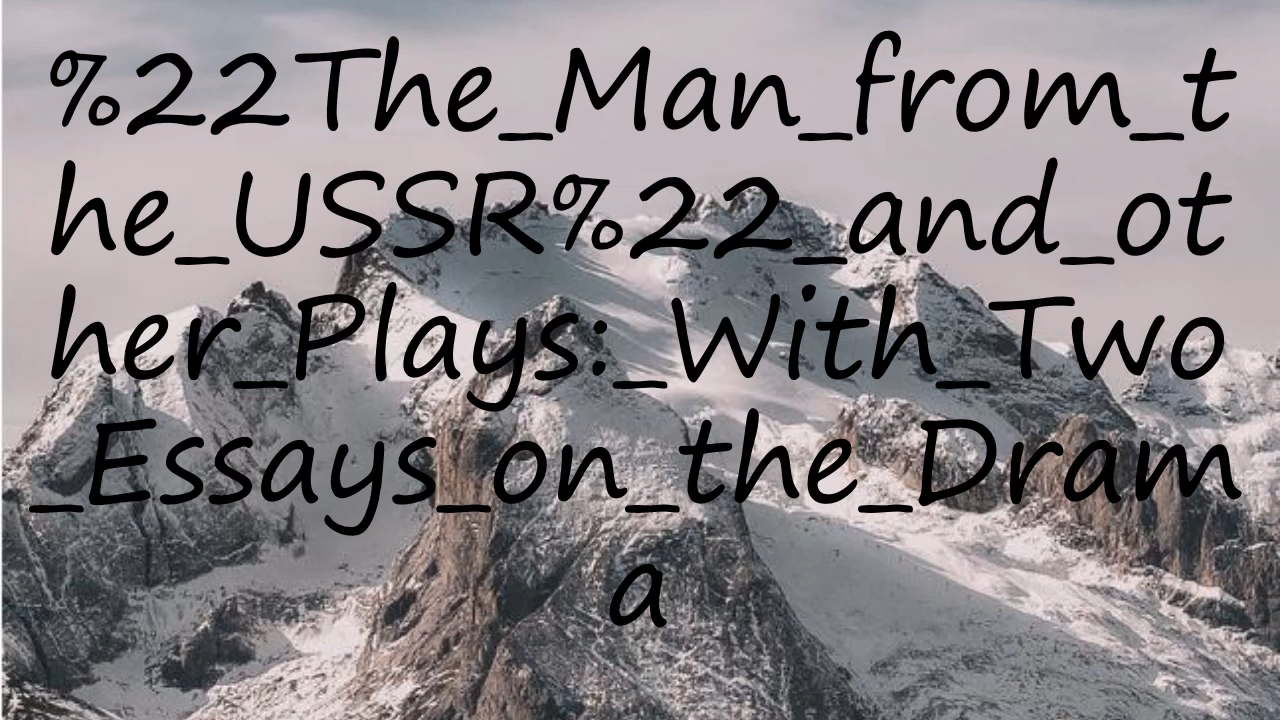 %22The_Man_from_t
he_USSR%22_and_ot
her_Plays:_With_Two
_Essays_on_the_Dram
a